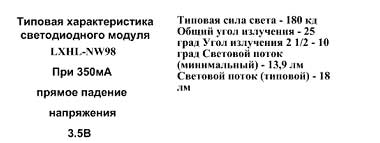 Типовая характеристика
светодиодного модуля
LXHL-NW98
При 350мА
прямое падение
напряжения
3.5В
Типовая сила света - 180 кд
Общий угол излучения - 25
град Угол излучения 2 1/2 - 10
град Световой поток
(минимальный) - 13,9 лм
Световой поток (типовой) - 18
лм